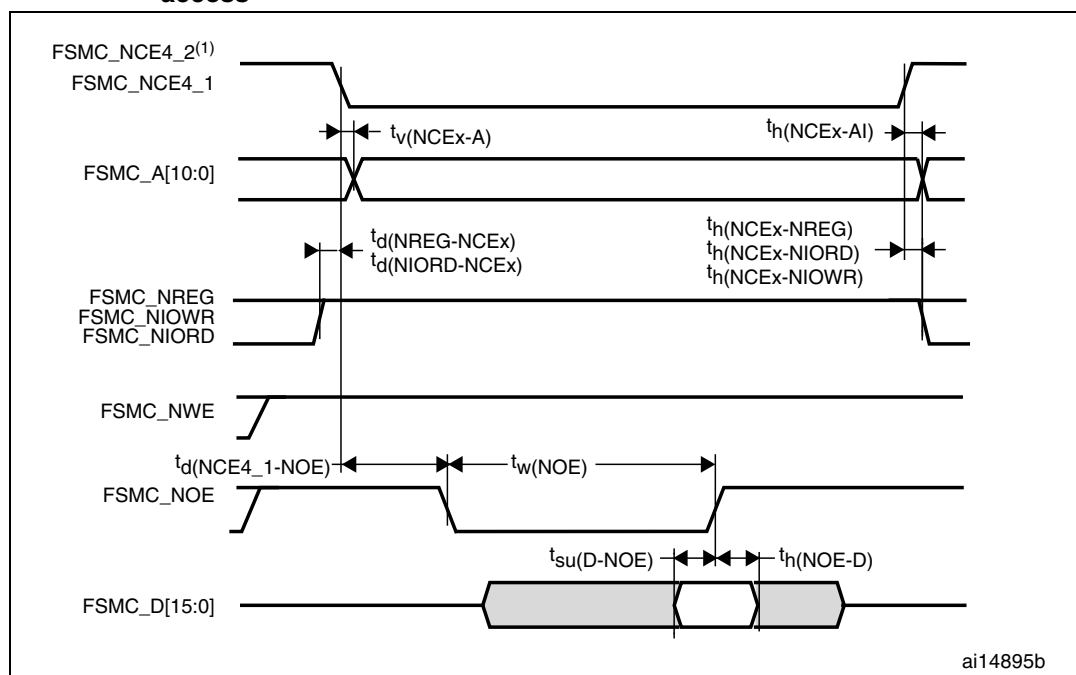 access
FSMC_NCE4_2(1)
FSMC_NCE4_1
tv(NCEx-A)
th(NCEx-AI)
FSMC_A[10:0]
td(NREG-NCEx)
td(NIORD-NCEx)
th(NCEx-NREG)
th(NCEx-NIORD)
th(NCEx-NIOWR)
FSMC_NREG
FSMC_NIOWR
FSMC_NIORD
FSMC_NWE
td(NCE4_1-NOE)
tw(NOE)
FSMC_NOE
tsu(D-NOE)
th(NOE-D)
FSMC_D[15:0]
ai14895b